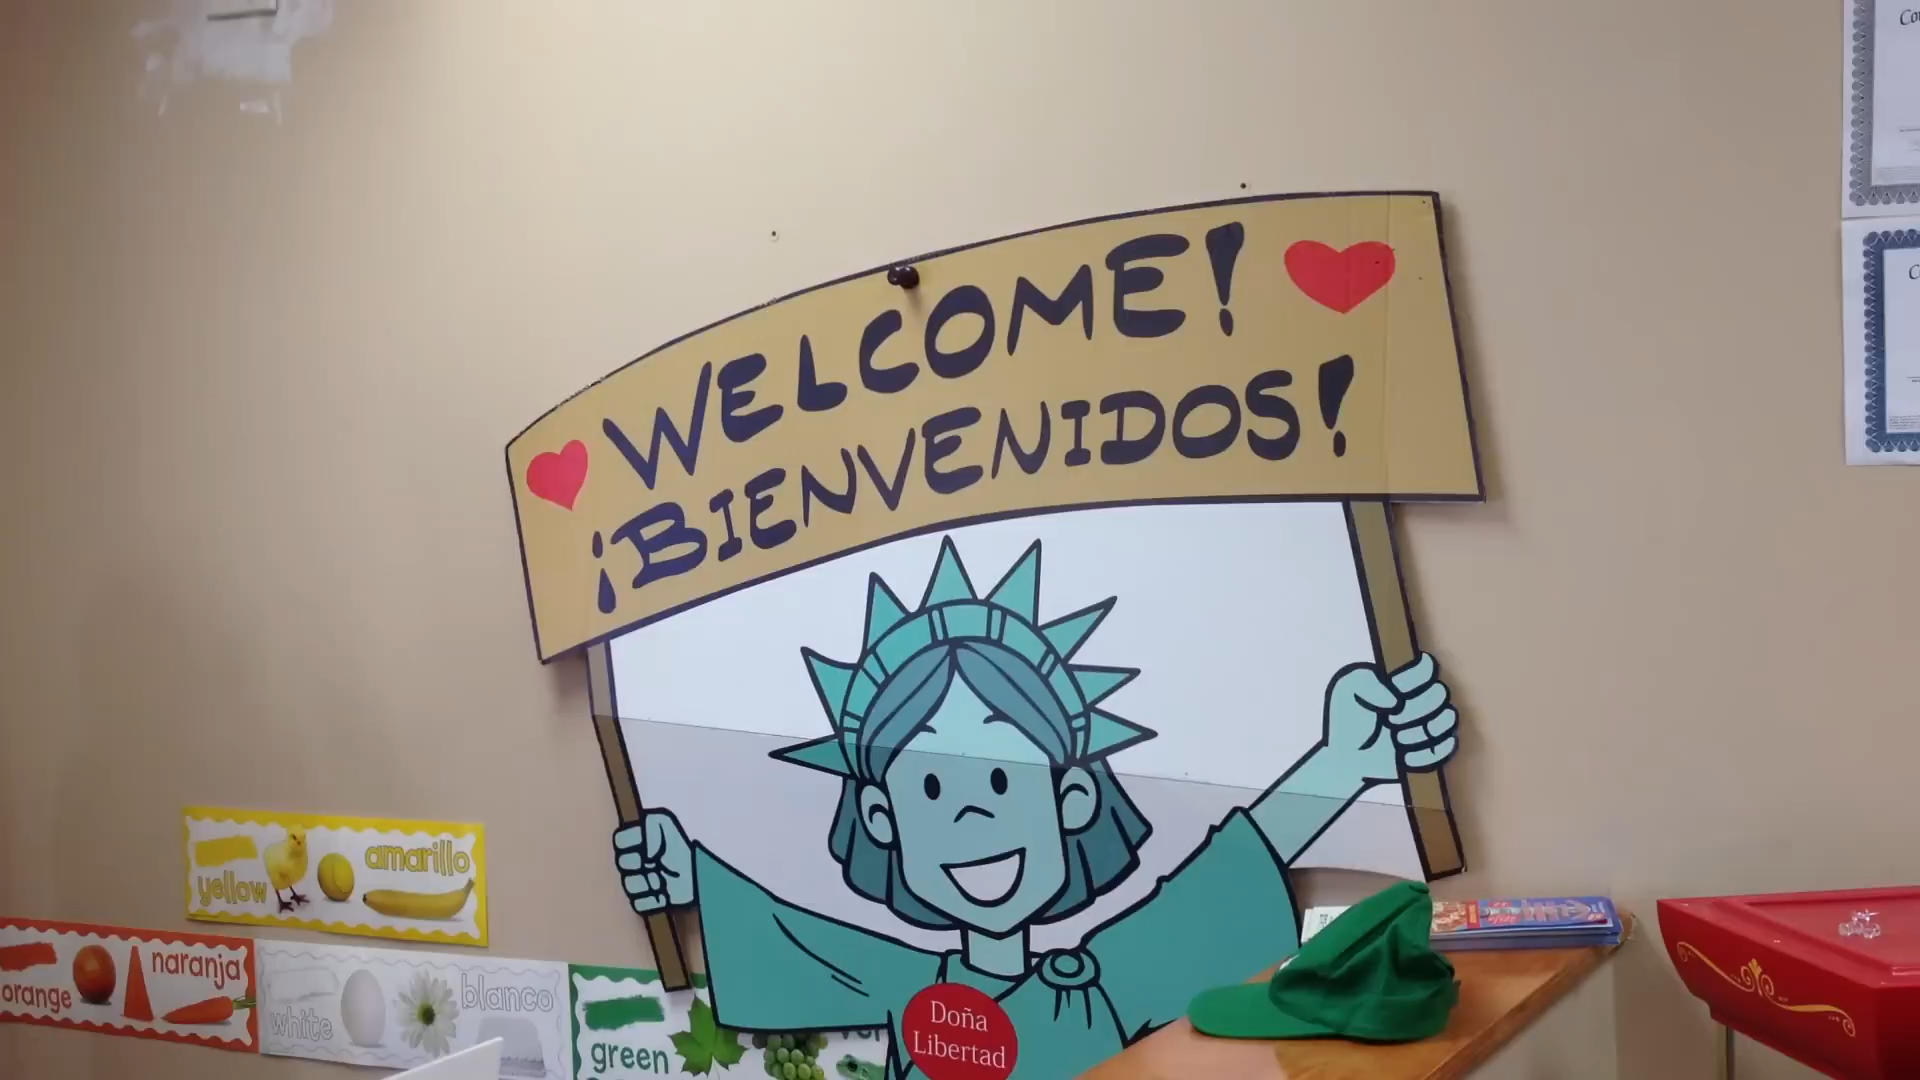 WELCOME!
¡BIENVENIDOS!
amarillo
yellow
naranja
orange
blanco
white
green
Doña
Libertad